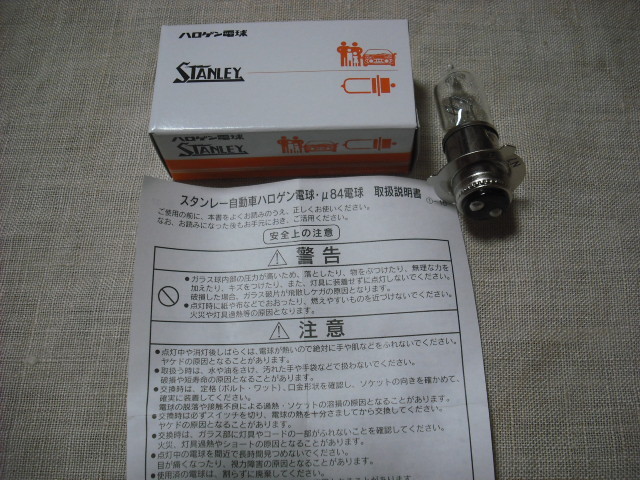 ハロゲン電球
STANLEY
ハロゲン電球
STANLEY
スタンレー自動車ハロゲン電球・μ84電球 取扱説明書
ご使用の前に、本書をよくお読みのうえ、正しくお使いください。
なお、お読みになった後もお手元におき、ご活用ください。
安全上の注意
警告
●ガラス球内部の圧力が高いため、落としたり、物をぶつけたり、無理な力を
加えたり、キズをつけたり、また、灯具に装着せずに点灯しないでください。
破損した場合、ガラス破片が飛散しケガの原因となります。
●点灯時に紙や布などでおおったり、燃えやすいものを近づけないでください。
火災や灯具過熱等の原因となります。
注意
●点灯中や消灯後しばらくは、電球が熱いので絶対に手や肌などをふれないでください。
ヤケドの原因となることがあります。
●取扱う時は、水や油をさけ、汚れた手や手袋などで扱わないでください。
破損や短寿命の原因となることがあります。
●交換時は、定格(ボルト・ワット)、口金形状を確認し、ソケットの向きを確かめて、
確実に装着してください。
電球の脱落や接触不良による過熱・ソケットの溶損の原因となることがあります。
●交換時は必ずスイッチを切り、電球の熱を十分さましてから交換してください。
ヤケドの原因となることがあります。
●交換時は、ガラス部に灯具やコードの一部がふれないことを確認してください。
火災、灯具過熱やショートの原因となることがあります。
●点灯中の電球を間近で長時間見つめないでください。
目が痛くなったり、視力障害の原因となることがあります。
●使用済の電球は、割らずに廃棄してください。